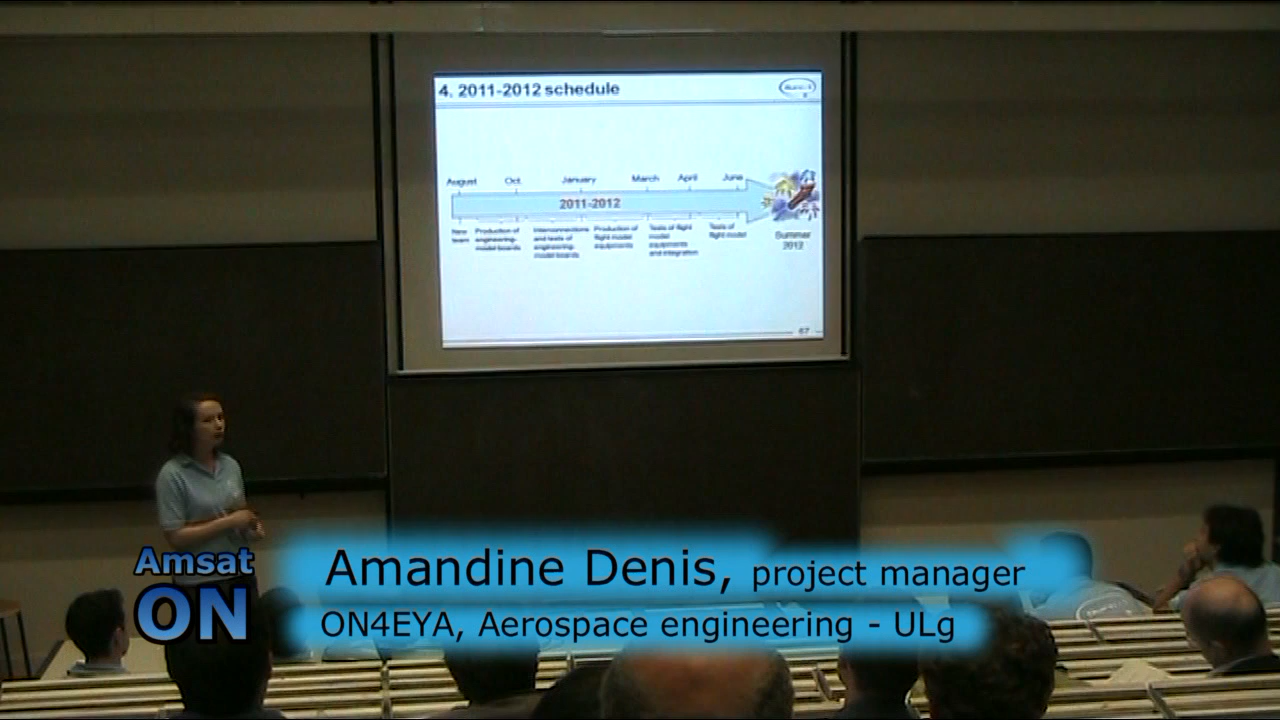 4. 2011-2012 schedule
August Oct. January March April June
2011-2012
New team
Production of engineering-model boards
Interconnections and tests of engineering-model boards
Production of flight model equipments
Tests of flight model equipments and integration
Tests of flight model
Summer 2012
67
Amsat
ON
Amandine Denis, project manager
ON4EYA, Aerospace engineering - ULg